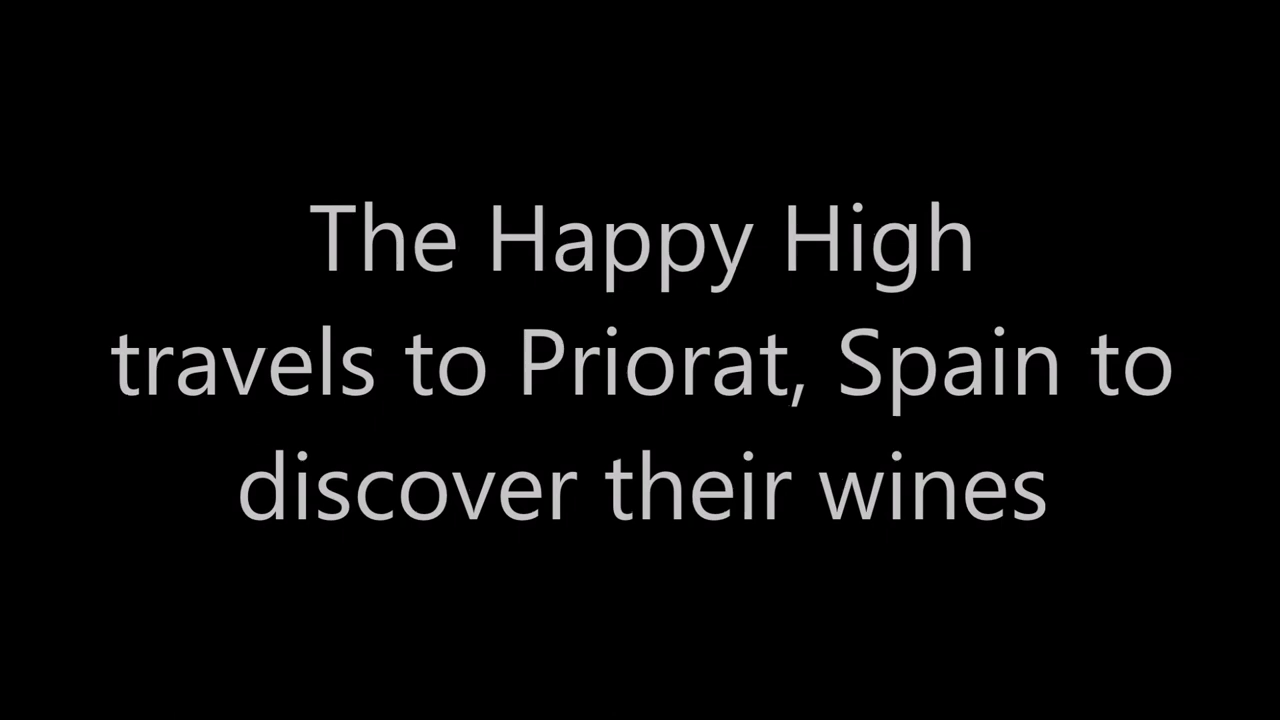 The Happy High
travels to Priorat, Spain to
discover their wines